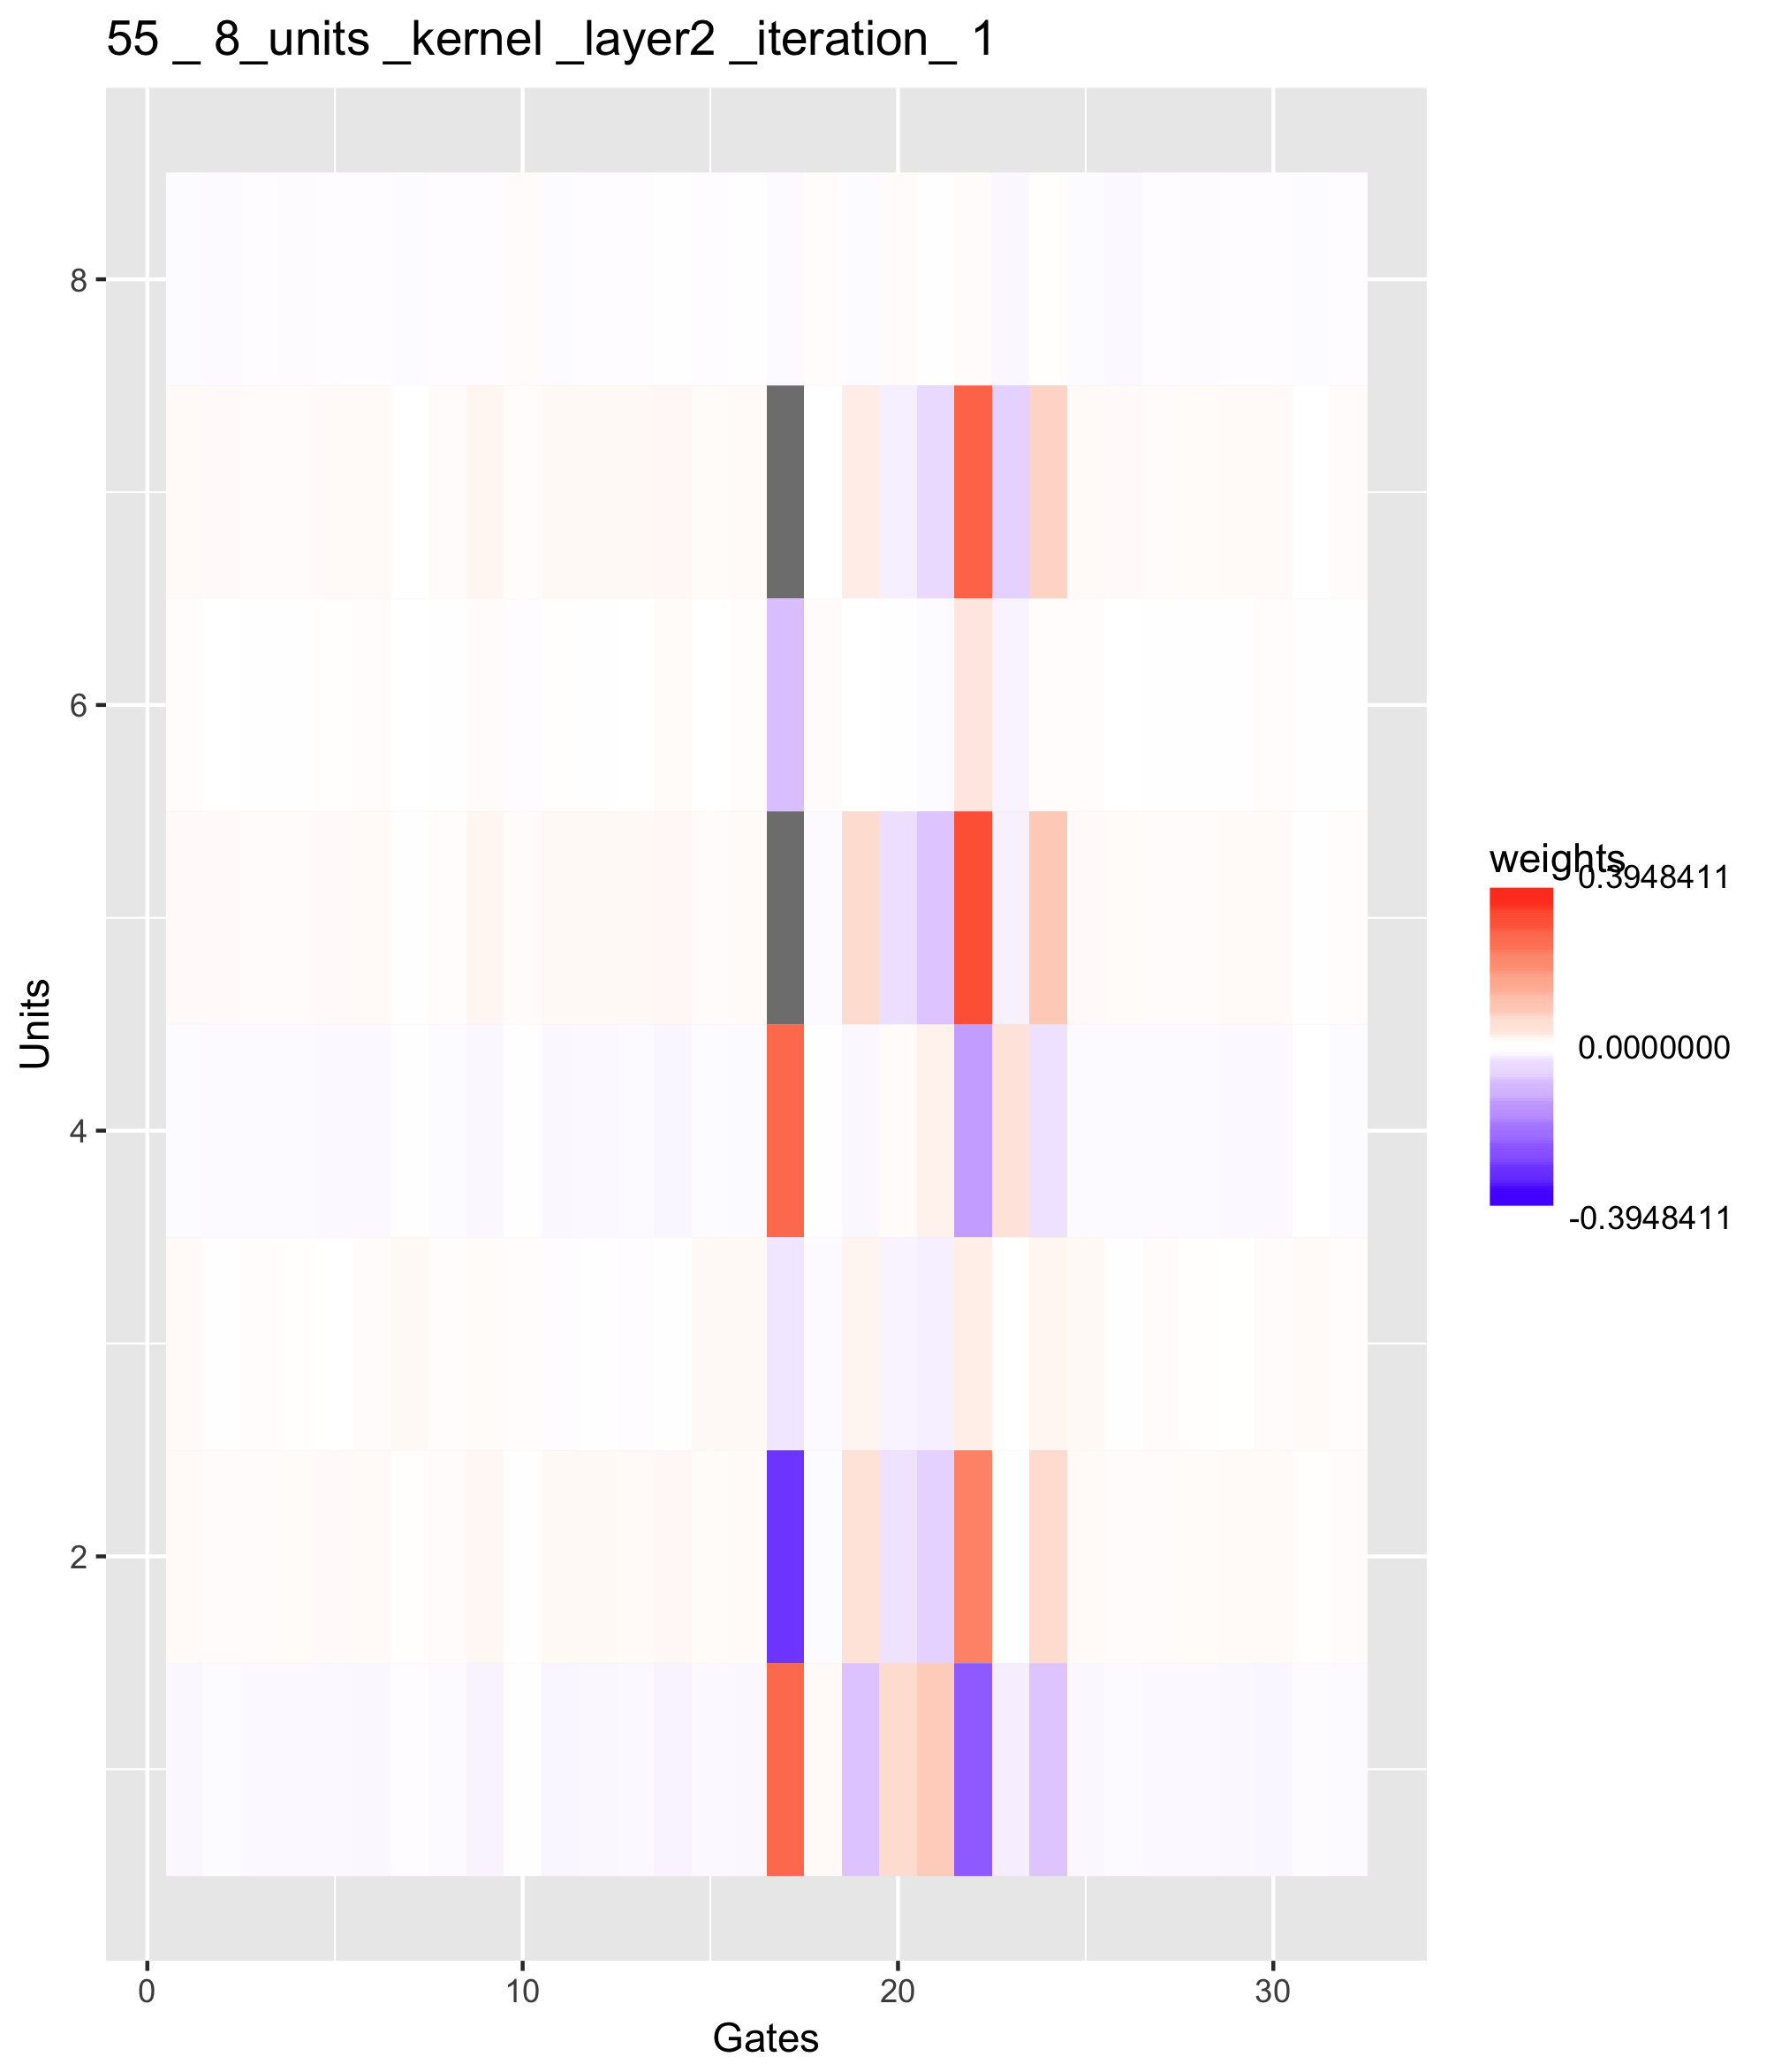 55 _ 8_units _kernel _layer2 _iteration_ 1
8
6
4
2
Units
0
10
20
30
Gates
weights
0.3948411
0.0000000
-0.3948411